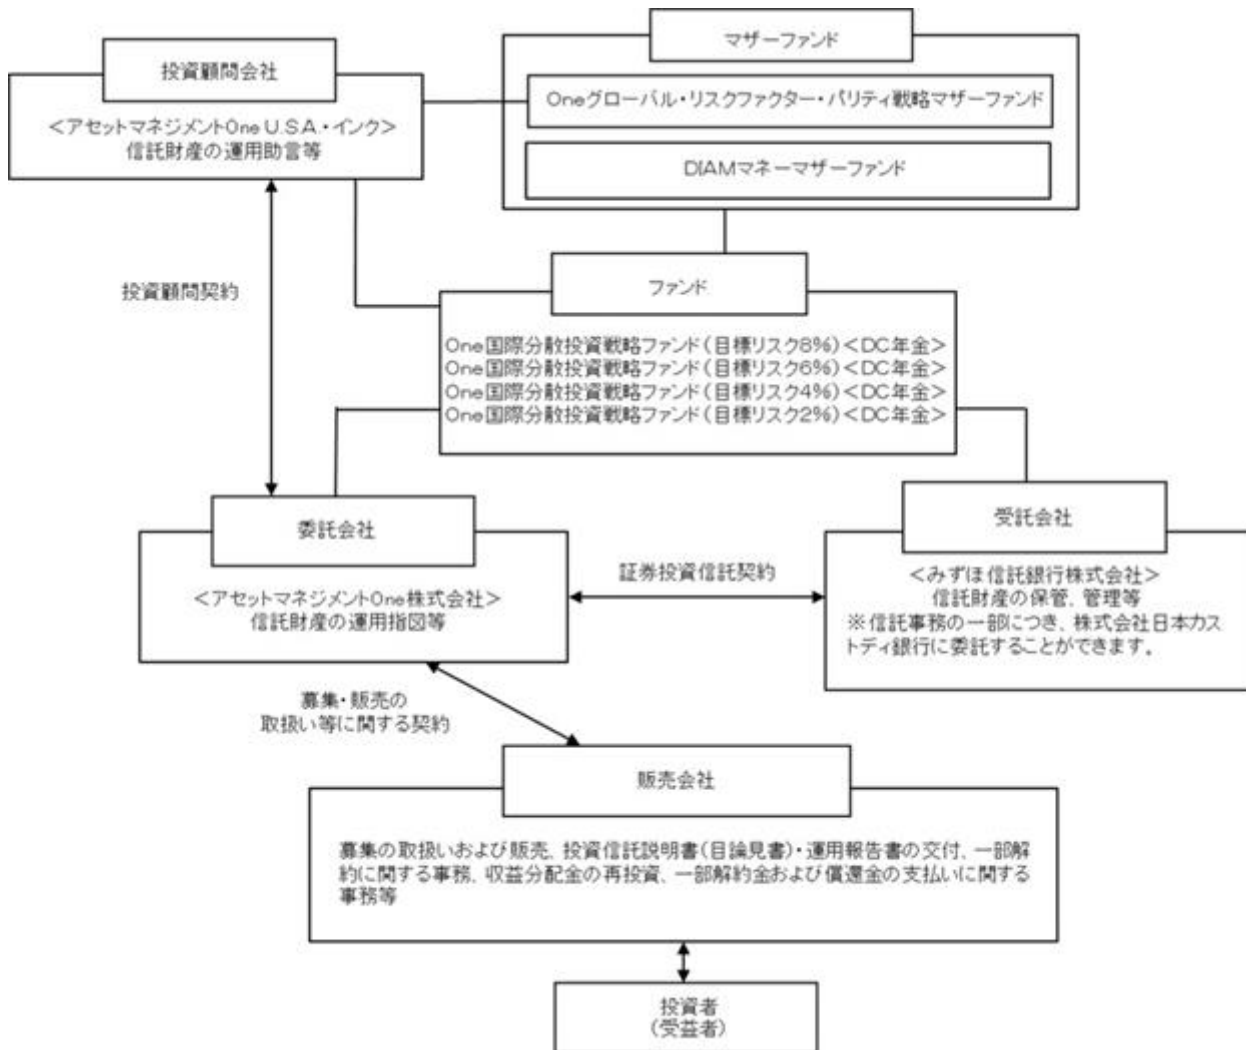 マザーファンド
投資顧問会社
Oneグローバル・リスクファクター・パリティ戦略マザーファンド
<アセットマネジメントOne U.S.A.・インク>
信託財産の運用助言等
DIAMマネーマザーファンド
投資顧問契約
ファンド
One国際分散投資戦略ファンド(目標リスク8%)<DC年金>
One国際分散投資戦略ファンド(目標リスク6%)<DC年金>
One国際分散投資戦略ファンド(目標リスク4%)<DC年金>
One国際分散投資戦略ファンド(目標リスク2%)<DC年金>
委託会社
<アセットマネジメントOne株式会社>
信託財産の運用指図等
証券投資信託契約
受託会社
<みずほ信託銀行株式会社>
信託財産の保管、管理等
※信託事務の一部につき、株式会社日本カス
トディ銀行に委託することができます。
募集・販売の
取扱い等に関する契約
販売会社
募集の取扱いおよび販売、投資信託説明書(目論見書)・運用報告書の交付、一部解
約に関する事務、収益分配金の再投資、一部解約金および償還金の支払いに関する
事務等
投資者
(受益者)